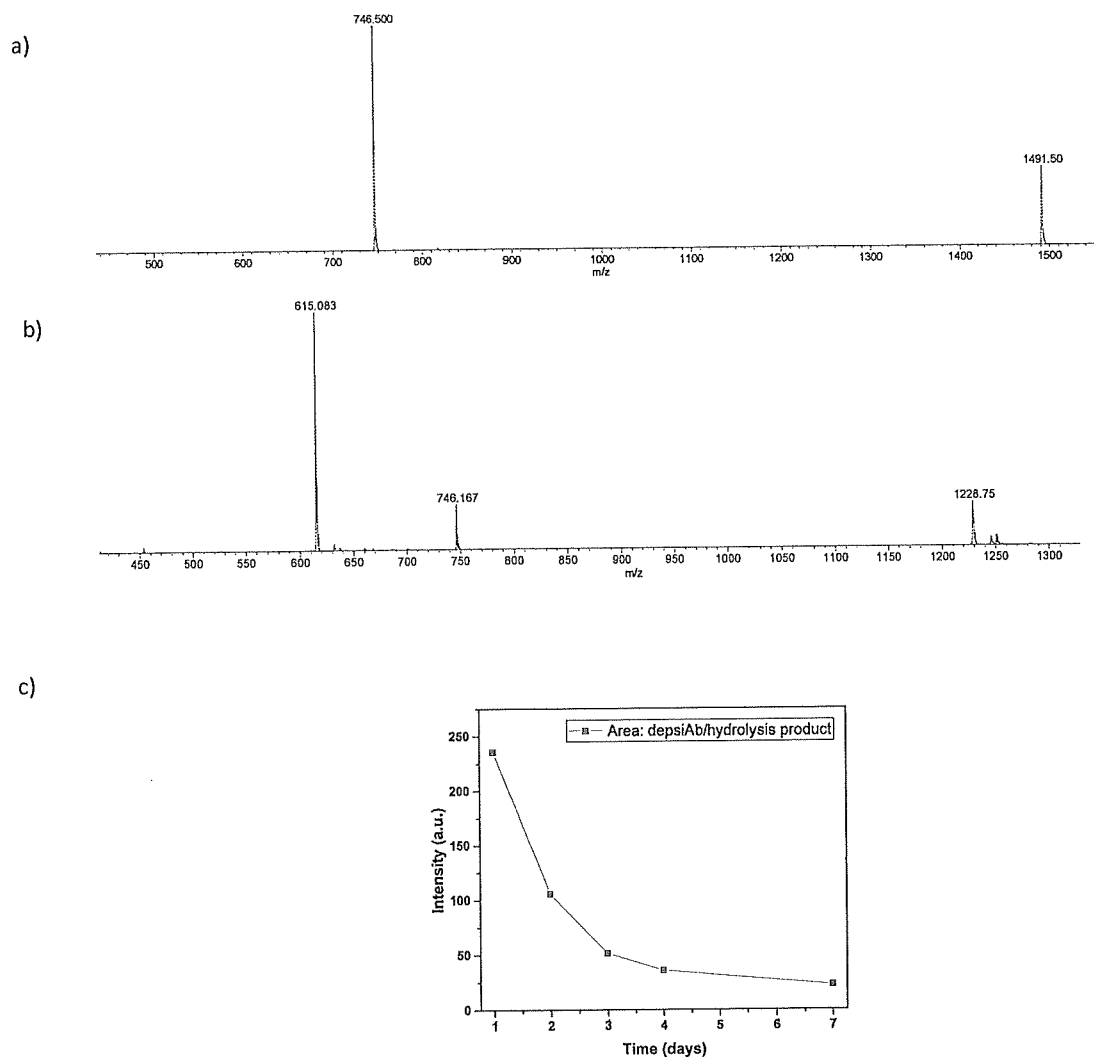 a)
746.500
1491.50
500 600 700 800 900 1000 1100 1200 1300 1400 1500
m/z
b)
615.083
746.167
1228.75
450 500 550 600 650 700 750 800 850 900 950 1000 1050 1100 1150 1200 1250 1300
m/z
c)
Area: depsiAb/hydrolysis product
250
200
150
100
50
0
Intensity (a.u.)
1 2 3 4 5 6 7
Time (days)